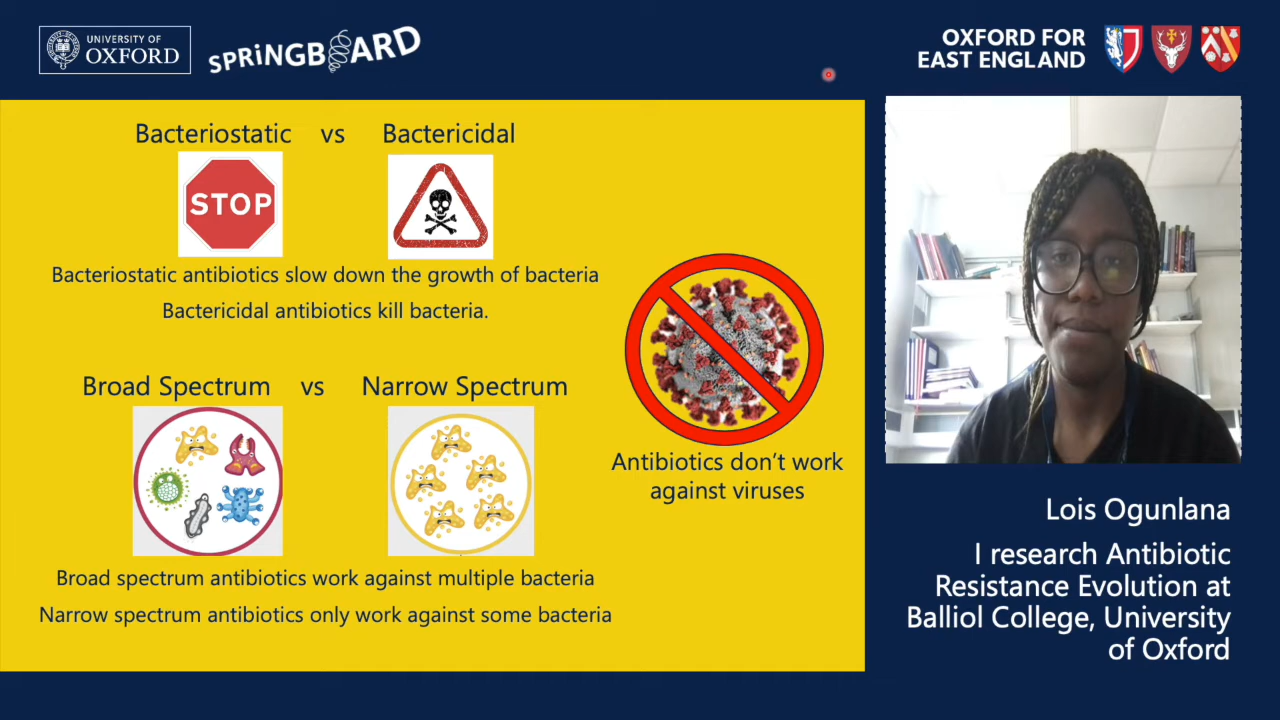 UNIVERSITY OF
OXFORD
SPRiNGBOARD
OXFORD FOR
EAST ENGLAND
Bacteriostatic vs Bactericidal
STOP
Bacteriostatic antibiotics slow down the growth of bacteria
Bactericidal antibiotics kill bacteria.
Broad Spectrum vs Narrow Spectrum
Broad spectrum antibiotics work against multiple bacteria
Narrow spectrum antibiotics only work against some bacteria
Antibiotics don't work
against viruses
Lois Ogunlana
I research Antibiotic
Resistance Evolution at
Balliol College, University
of Oxford